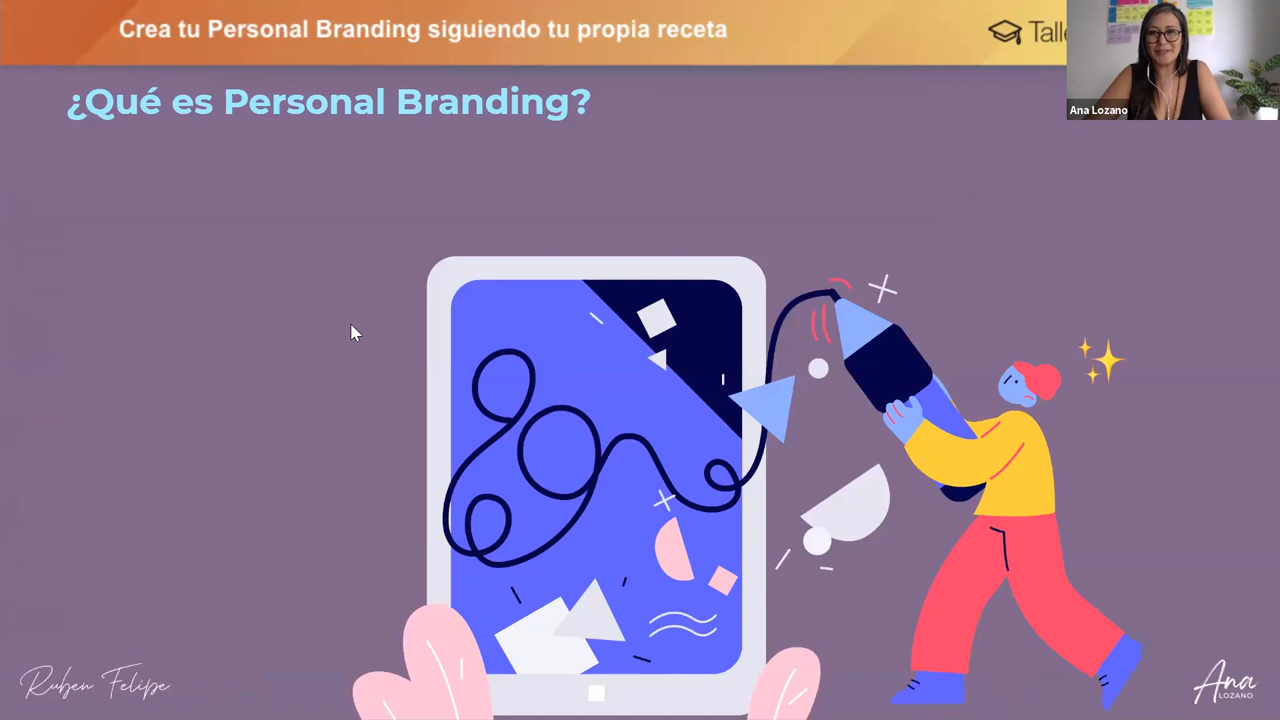 Crea tu Personal Branding siguiendo tu propia receta
Talle
Ana Lozano
¿Qué es Personal Branding?
Ruben Felipe
Ana
LOZANO